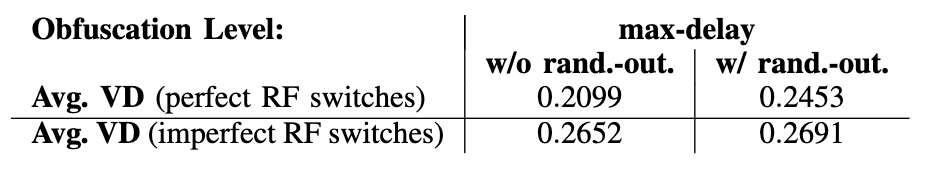 Obfuscation Level: max-delay
w/o rand.-out. w/ rand.-out.
Avg. VD (perfect RF switches) 0.2099 0.2453
Avg. VD (imperfect RF switches) 0.2652 0.2691